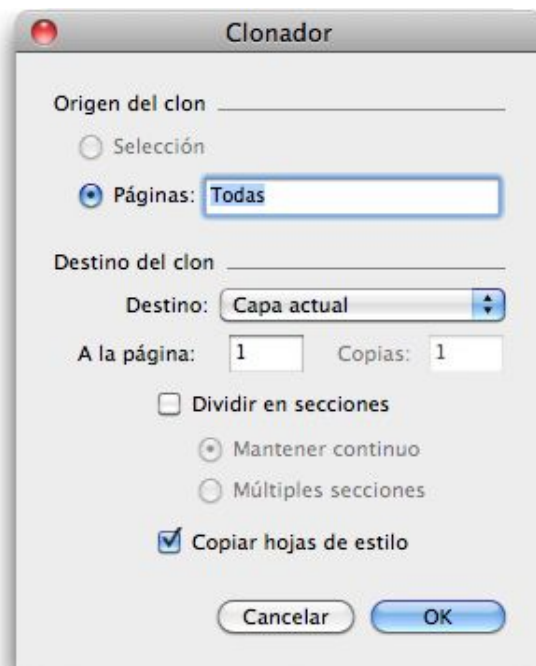 Clonador
Origen del clon
Selección
Páginas: Todas
Destino del clon
Destino: Capa actual
A la página: 1 Copias: 1
Dividir en secciones
Mantener continuo
Múltiples secciones
Copiar hojas de estilo
Cancelar OK